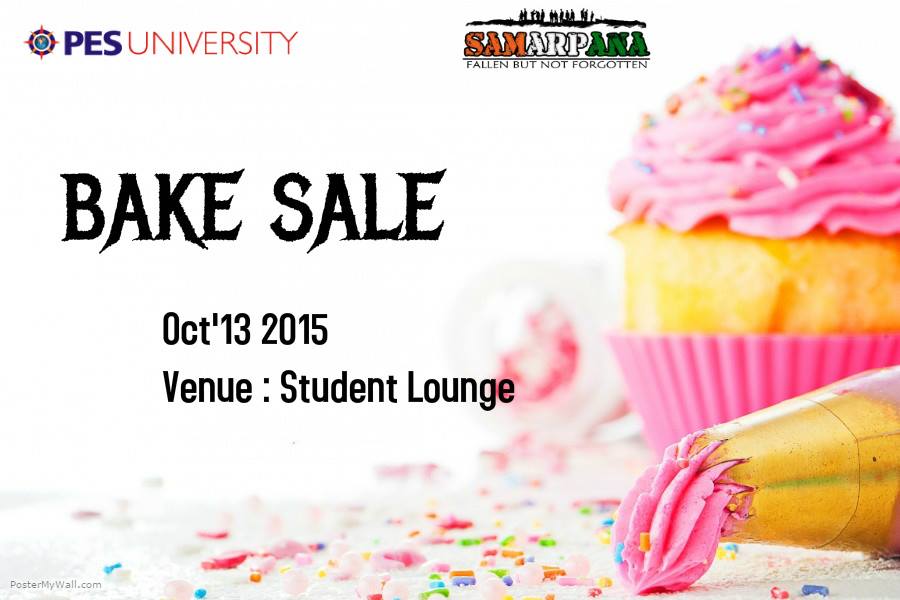 PES UNIVERSITY
SAMARPANA
FALLEN BUT NOT FORGOTTEN
BAKE SALE
Oct'13 2015
Venue : Student Lounge
PosterMyWall.com